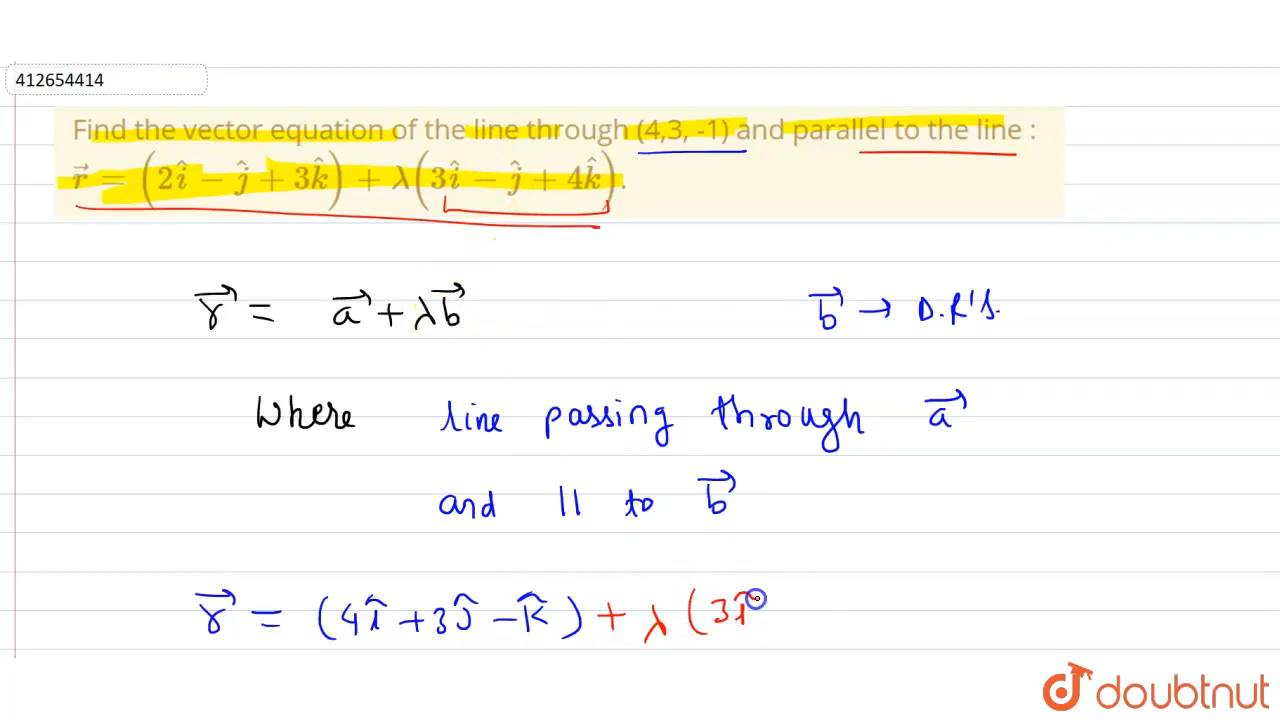 412654414
Find the vector equation of the line through (4,3, -1) and parallel to the line :
r⃗ = (2î − ĵ + 3k̂) + λ(3î − ĵ + 4k̂).
r⃗ = a⃗ + λb⃗
b⃗ → D.R'S.
Where line passing through a⃗
and || to b⃗
r⃗ = (4î + 3ĵ − k̂) + λ (3î
doubtnut